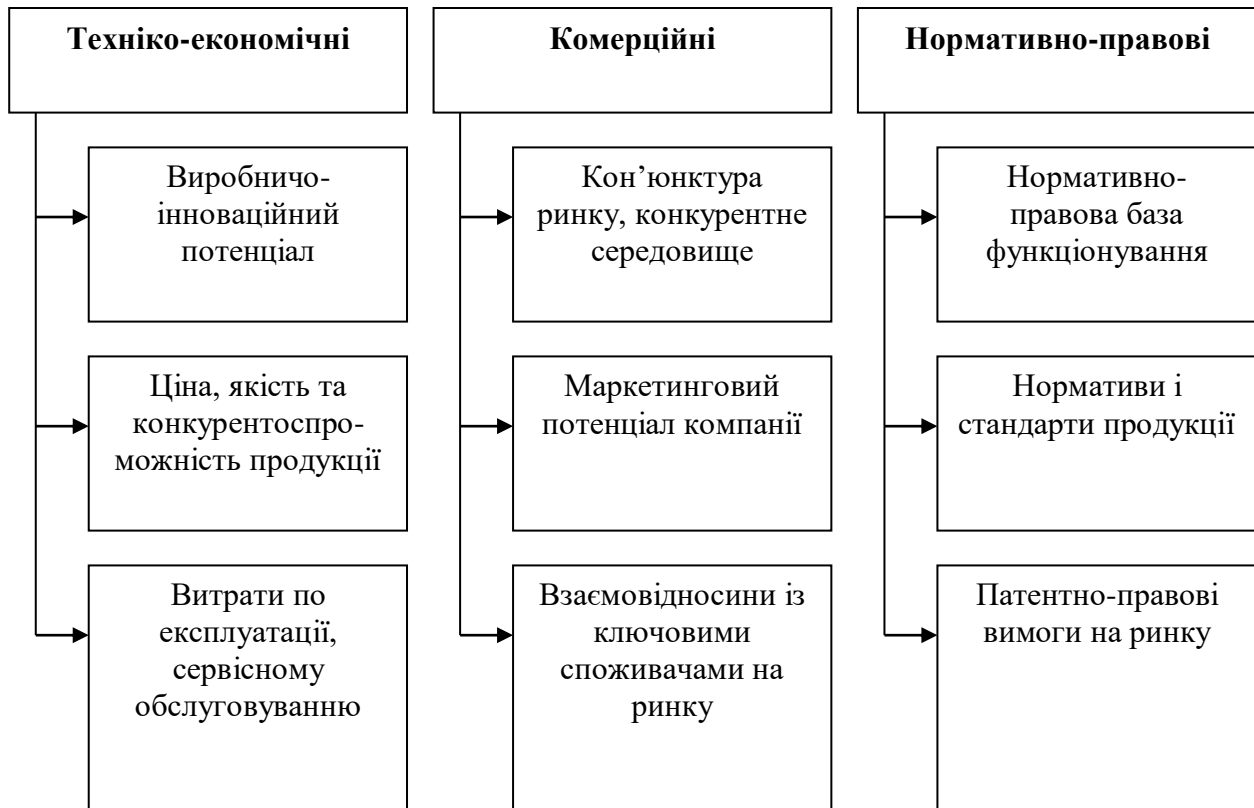 Техніко-економічні
Виробничо-
інноваційний
потенціал
Ціна, якість та
конкурентоспро-
можність продукції
Витрати по
експлуатації,
сервісному
обслуговуванню
Комерційні
Кон’юнктура
ринку, конкурентне
середовище
Маркетинговий
потенціал компанії
Взаємовідносини із
ключовими
споживачами на
ринку
Нормативно-правові
Нормативно-
правова база
функціонування
Нормативи і
стандарти продукції
Патентно-правові
вимоги на ринку